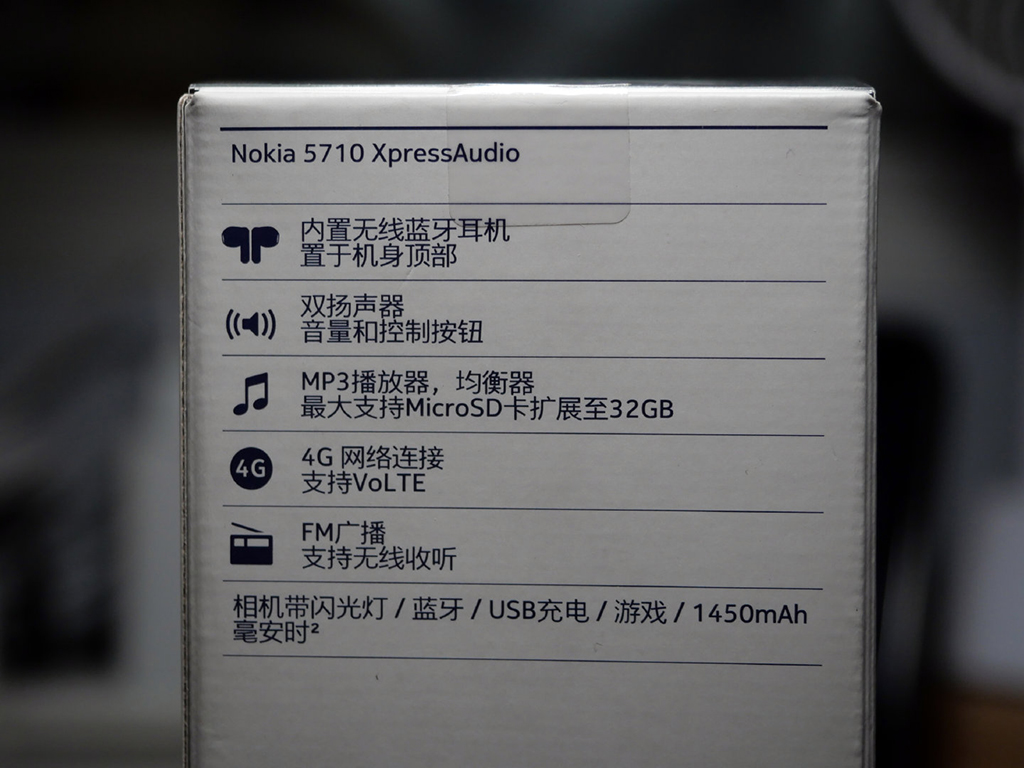 Nokia 5710 XpressAudio
内置无线蓝牙耳机
置于机身顶部
双扬声器
音量和控制按钮
MP3播放器，均衡器
最大支持MicroSD卡扩展至32GB
4G
4G 网络连接
支持VoLTE
FM广播
支持无线收听
相机带闪光灯 / 蓝牙 / USB充电 / 游戏 / 1450mAh
毫安时²